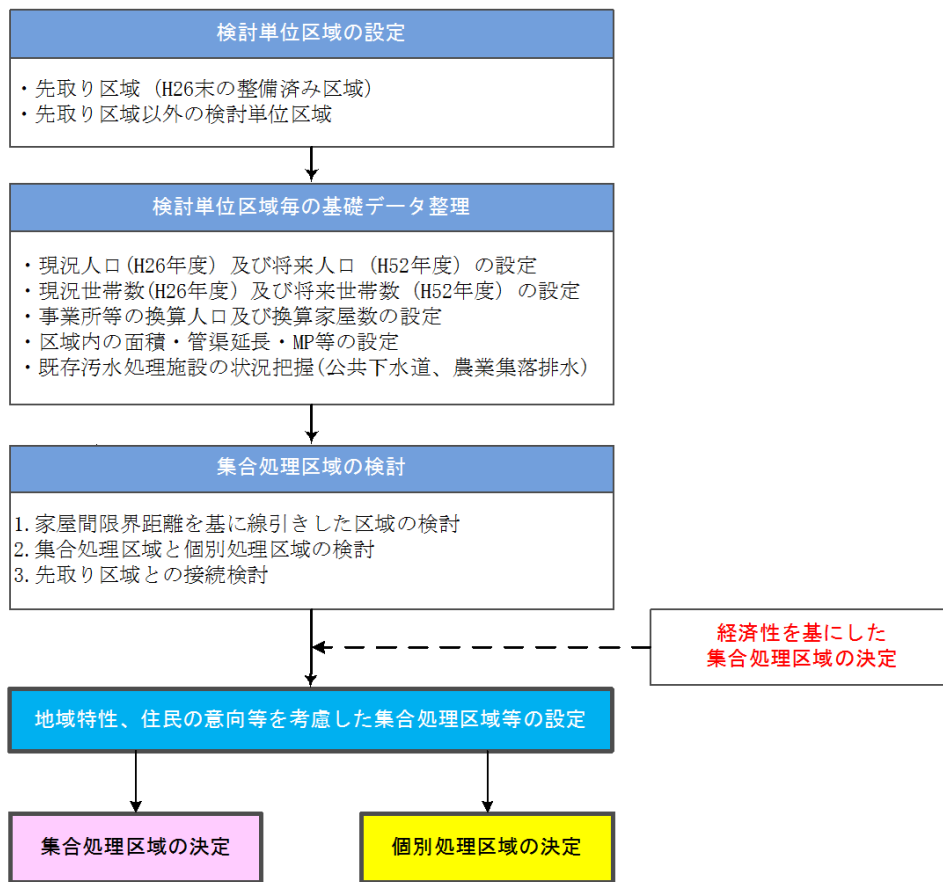 検討単位区域の設定
・先取り区域（H26末の整備済み区域）
・先取り区域以外の検討単位区域
検討単位区域毎の基礎データ整理
・現況人口(H26年度）及び将来人口（H52年度）の設定
・現況世帯数(H26年度）及び将来世帯数（H52年度）の設定
・事業所等の換算人口及び換算家屋数の設定
・区域内の面積・管渠延長・MP等の設定
・既存汚水処理施設の状況把握(公共下水道、農業集落排水)
集合処理区域の検討
1.家屋間限界距離を基に線引きした区域の検討
2.集合処理区域と個別処理区域の検討
3.先取り区域との接続検討
経済性を基にした
集合処理区域の決定
地域特性、住民の意向等を考慮した集合処理区域等の設定
集合処理区域の決定
個別処理区域の決定